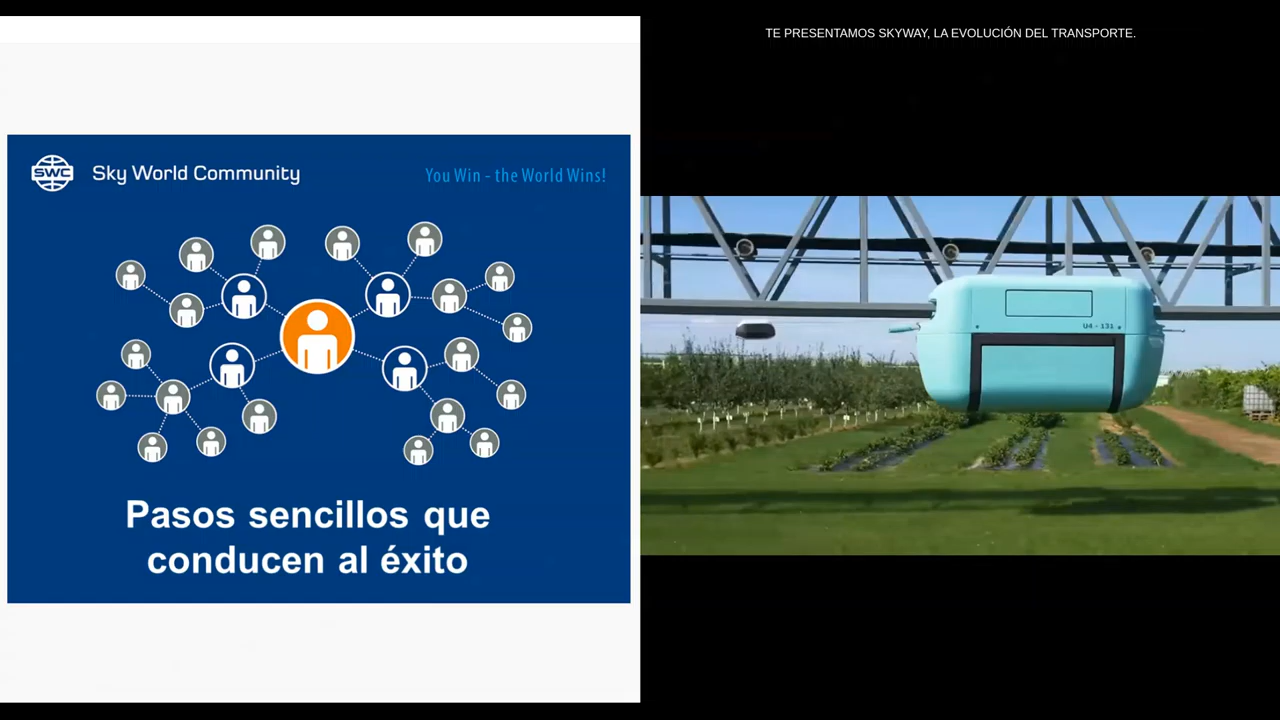 SWC
Sky World Community
You Win - the World Wins!
Pasos sencillos que
conducen al éxito
TE PRESENTAMOS SKYWAY, LA EVOLUCIÓN DEL TRANSPORTE.
U4 - 131